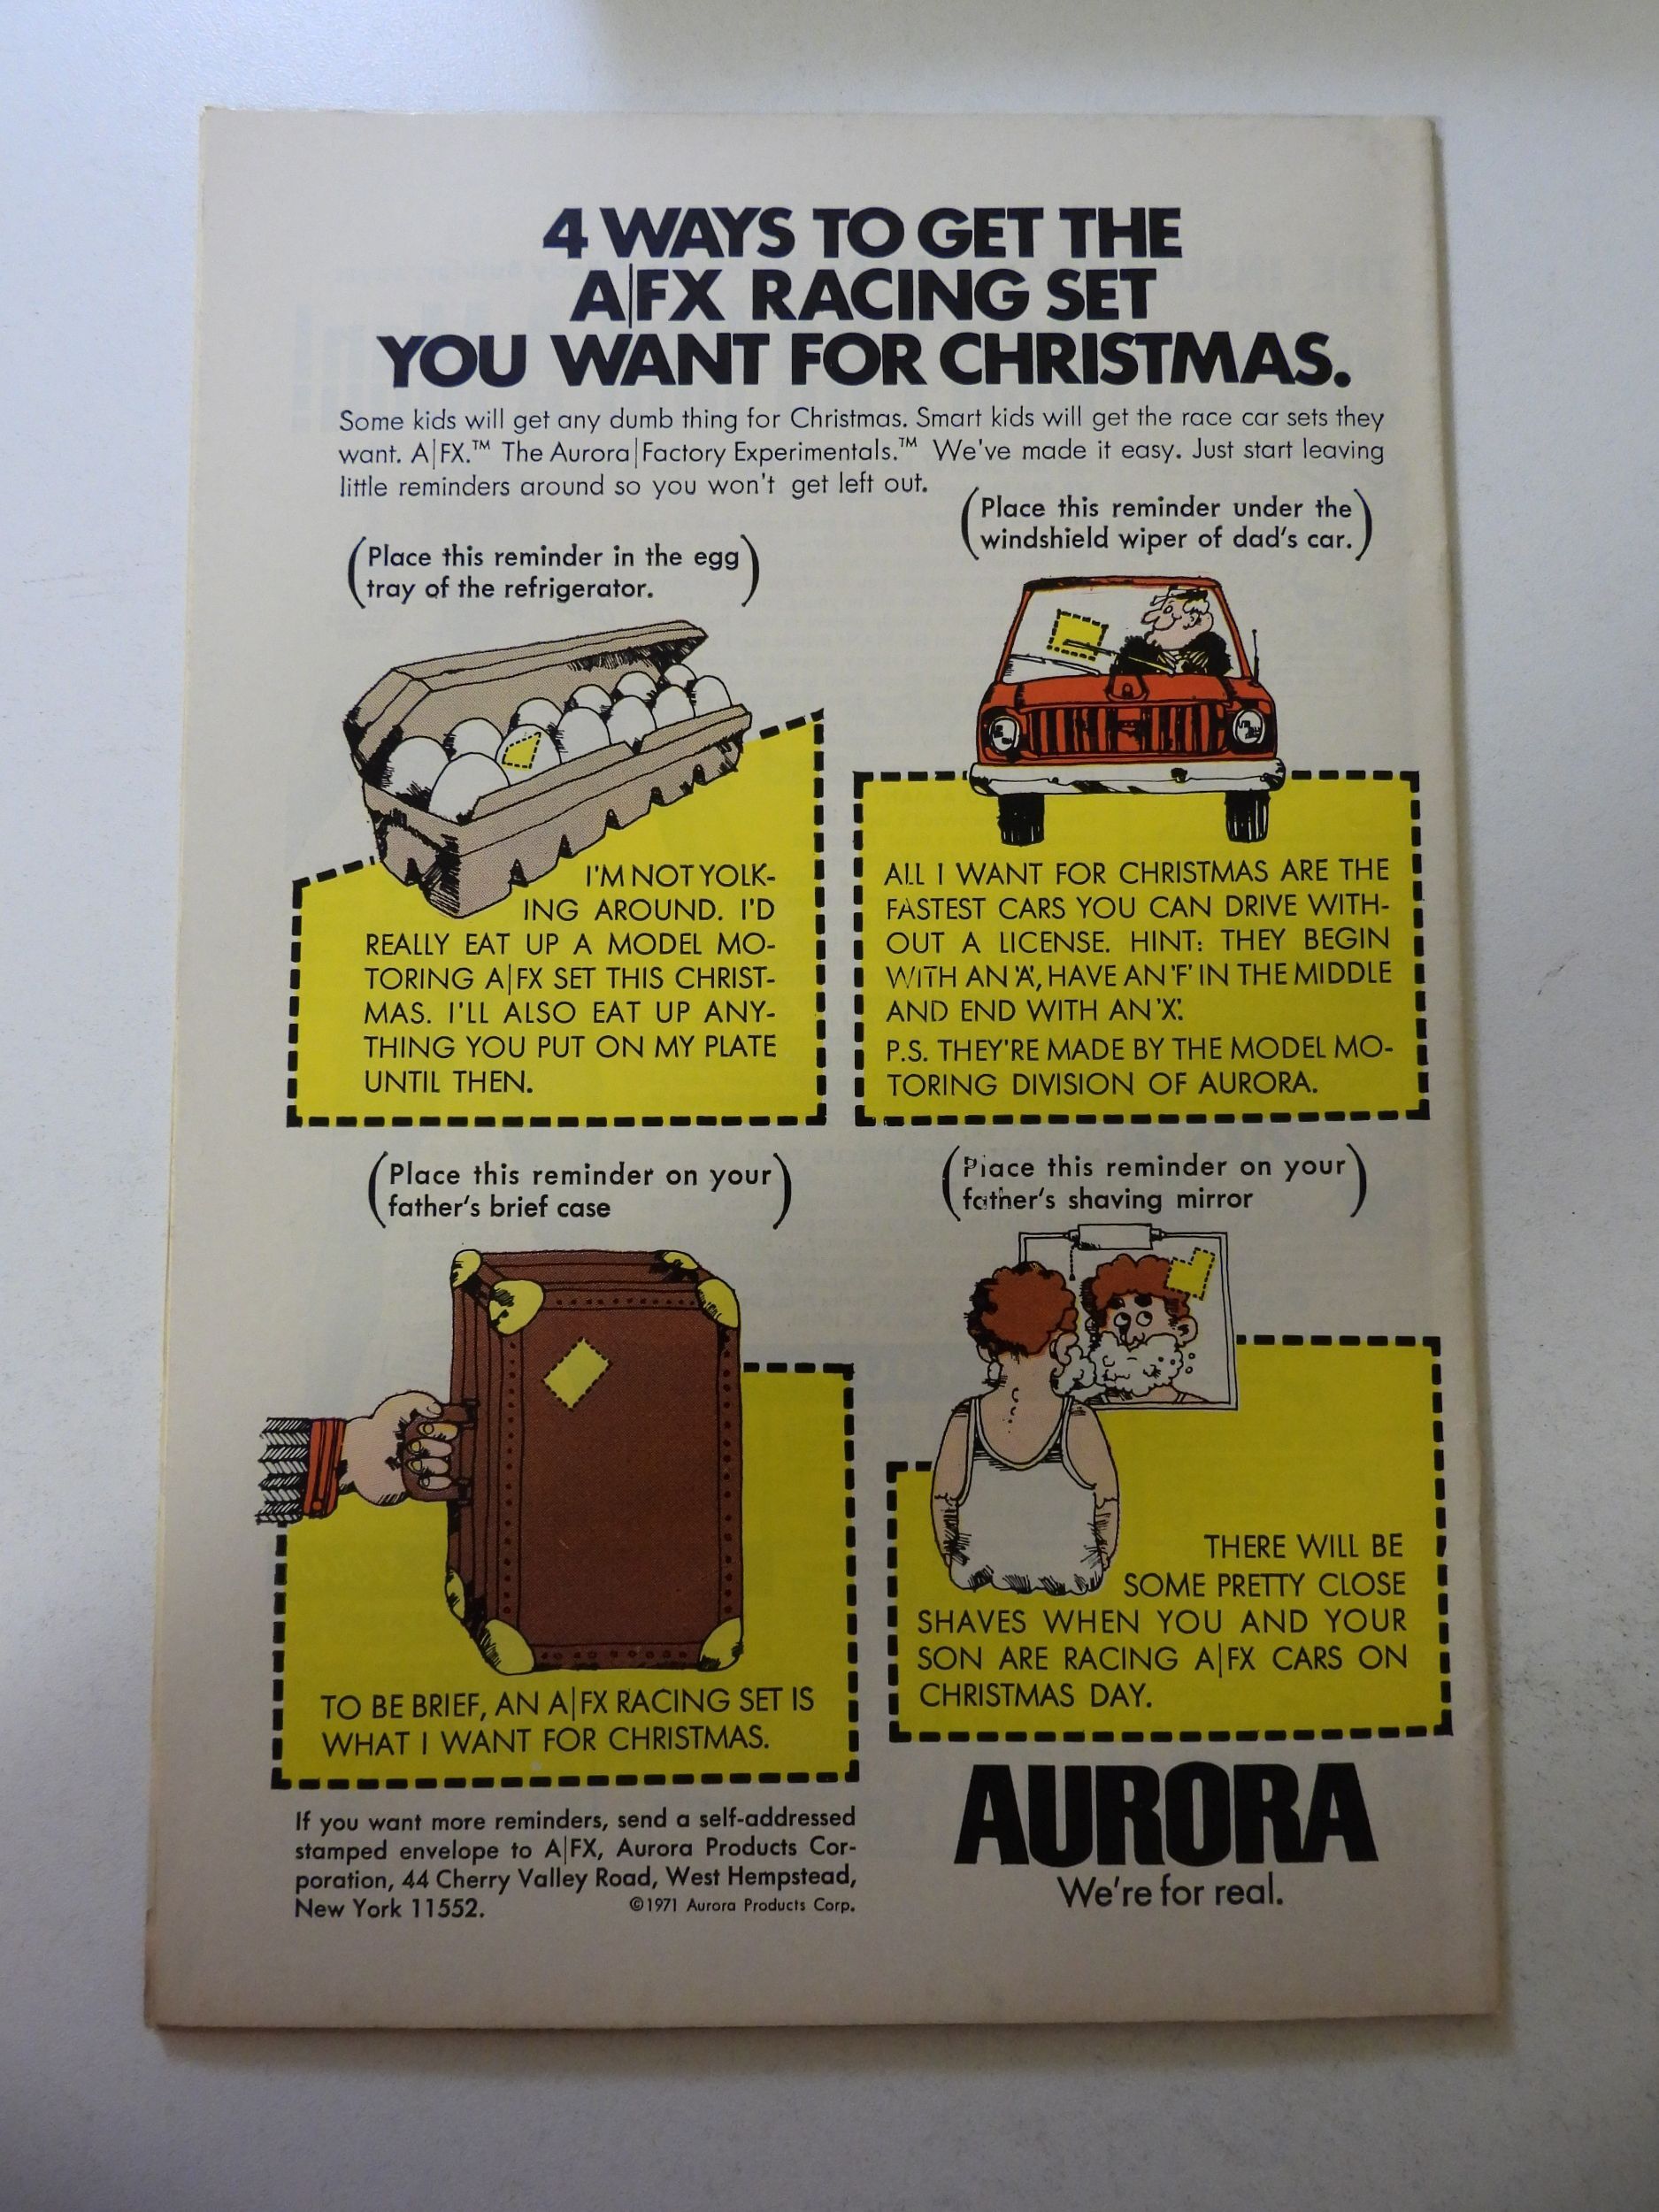 4 WAYS TO GET THE
A|FX RACING SET
YOU WANT FOR CHRISTMAS.
Some kids will get any dumb thing for Christmas. Smart kids will get the race car sets they
want. A|FX.™ The Aurora|Factory Experimentals.™ We've made it easy. Just start leaving
little reminders around so you won't get left out.
(Place this reminder in the egg
tray of the refrigerator.)
I'M NOT YOLK-
ING AROUND. I'D
REALLY EAT UP A MODEL MO-
TORING A|FX SET THIS CHRIST-
MAS. I'LL ALSO EAT UP ANY-
THING YOU PUT ON MY PLATE
UNTIL THEN.
(Place this reminder under the
windshield wiper of dad's car.)
ALL I WANT FOR CHRISTMAS ARE THE
FASTEST CARS YOU CAN DRIVE WITH-
OUT A LICENSE. HINT: THEY BEGIN
WITH AN 'A', HAVE AN 'F' IN THE MIDDLE
AND END WITH AN 'X'.
P.S. THEY'RE MADE BY THE MODEL MO-
TORING DIVISION OF AURORA.
(Place this reminder on your
father's brief case)
TO BE BRIEF, AN A|FX RACING SET IS
WHAT I WANT FOR CHRISTMAS.
(Place this reminder on your
father's shaving mirror)
THERE WILL BE
SOME PRETTY CLOSE
SHAVES WHEN YOU AND YOUR
SON ARE RACING A|FX CARS ON
CHRISTMAS DAY.
If you want more reminders, send a self-addressed
stamped envelope to A|FX, Aurora Products Cor-
poration, 44 Cherry Valley Road, West Hempstead,
New York 11552. ©1971 Aurora Products Corp.
AURORA
We're for real.